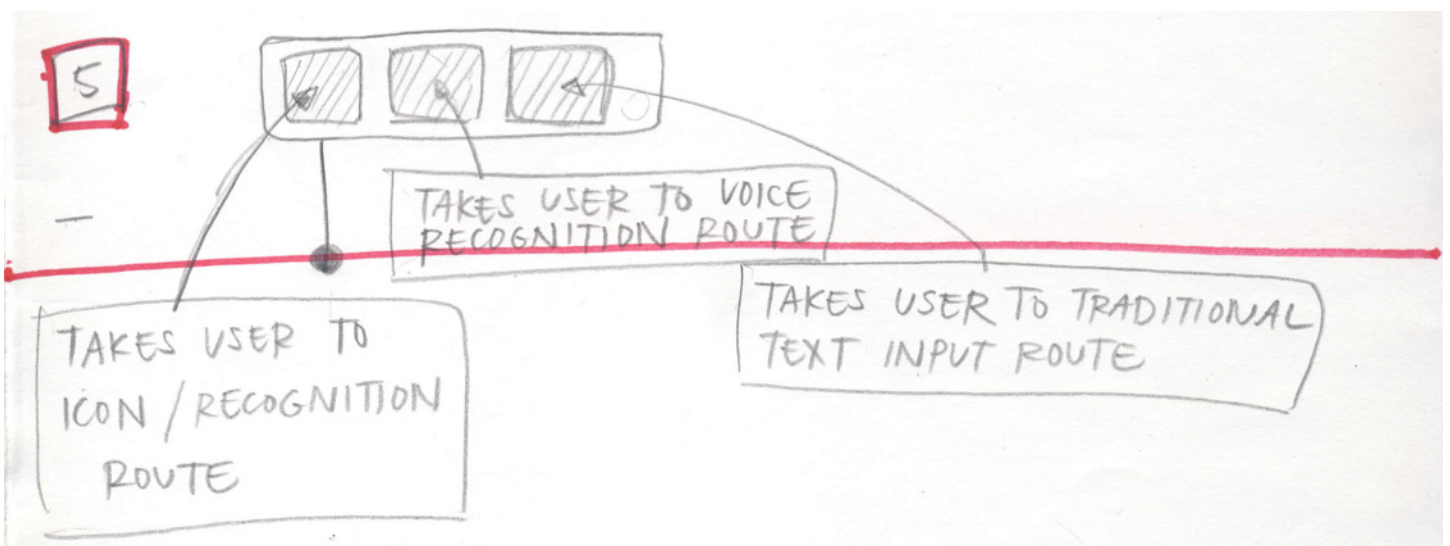 5
TAKES USER TO VOICE
RECOGNITION ROUTE
TAKES USER TO TRADITIONAL
TEXT INPUT ROUTE
TAKES USER TO
ICON / RECOGNITION
ROUTE